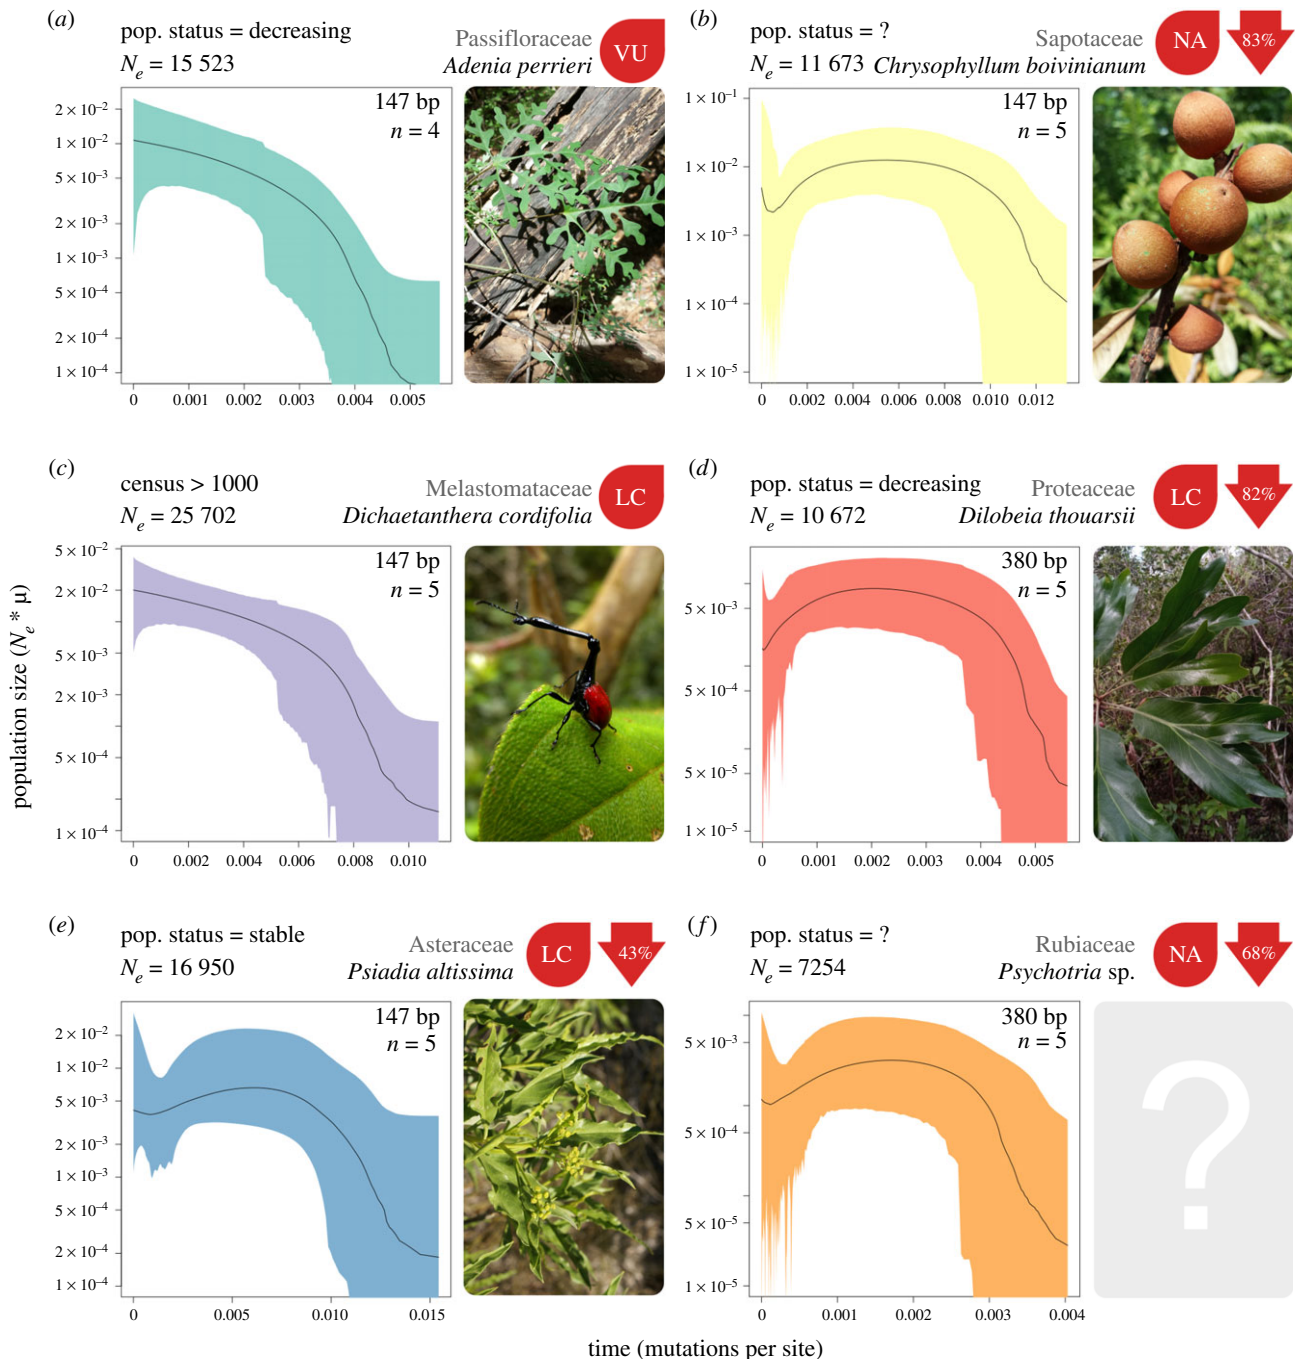 (a)
pop. status = decreasing
Nₑ = 15 523
Passifloraceae
Adenia perrieri
VU
147 bp
n = 4
2 × 10⁻²
1 × 10⁻²
5 × 10⁻³
2 × 10⁻³
1 × 10⁻³
5 × 10⁻⁴
2 × 10⁻⁴
1 × 10⁻⁴
0 0.001 0.002 0.003 0.004 0.005
(b)
pop. status = ?
Nₑ = 11 673
Sapotaceae
Chrysophyllum boivinianum
NA
83%
147 bp
n = 5
1 × 10⁻¹
1 × 10⁻²
1 × 10⁻³
1 × 10⁻⁴
1 × 10⁻⁵
0 0.002 0.004 0.006 0.008 0.010 0.012
(c)
census > 1000
Nₑ = 25 702
Melastomataceae
Dichaetanthera cordifolia
LC
147 bp
n = 5
5 × 10⁻²
2 × 10⁻²
5 × 10⁻³
2 × 10⁻³
5 × 10⁻⁴
1 × 10⁻⁴
0 0.002 0.004 0.006 0.008 0.010
(d)
pop. status = decreasing
Nₑ = 10 672
Proteaceae
Dilobeia thouarsii
LC
82%
380 bp
n = 5
5 × 10⁻³
5 × 10⁻⁴
5 × 10⁻⁵
1 × 10⁻⁵
0 0.001 0.002 0.003 0.004 0.005
population size (Nₑ * μ)
(e)
pop. status = stable
Nₑ = 16 950
Asteraceae
Psiadia altissima
LC
43%
147 bp
n = 5
2 × 10⁻²
1 × 10⁻²
5 × 10⁻³
2 × 10⁻³
1 × 10⁻³
5 × 10⁻⁴
2 × 10⁻⁴
1 × 10⁻⁴
0 0.005 0.010 0.015
(f)
pop. status = ?
Nₑ = 7254
Rubiaceae
Psychotria sp.
NA
68%
380 bp
n = 5
5 × 10⁻³
5 × 10⁻⁴
5 × 10⁻⁵
1 × 10⁻⁵
0 0.001 0.002 0.003 0.004
?
time (mutations per site)